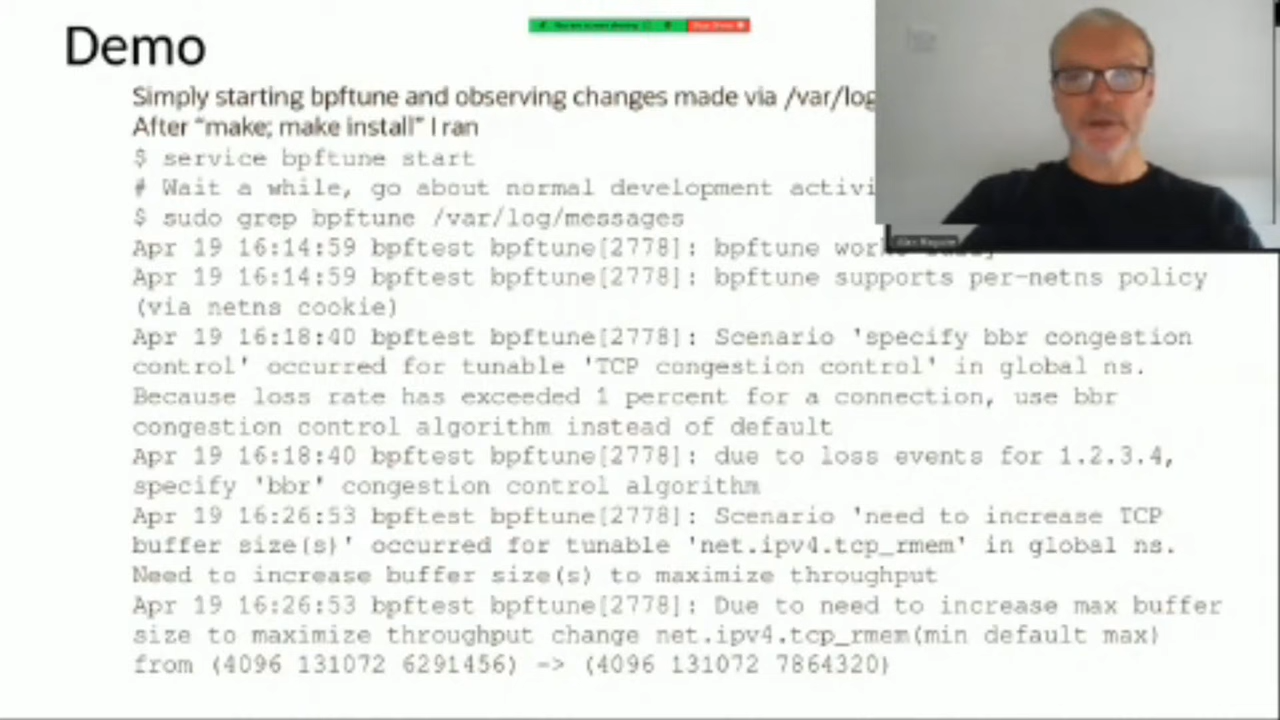 Demo
Simply starting bpftune and observing changes made via /var/log
After “make; make install” I ran
$ service bpftune start
# Wait a while, go about normal development activi
$ sudo grep bpftune /var/log/messages
Apr 19 16:14:59 bpftest bpftune[2778]: bpftune
Apr 19 16:14:59 bpftest bpftune[2778]: bpftune supports per-netns policy
(via netns cookie)
Apr 19 16:18:40 bpftest bpftune[2778]: Scenario 'specify bbr congestion
control' occurred for tunable 'TCP congestion control' in global ns.
Because loss rate has exceeded 1 percent for a connection, use bbr
congestion control algorithm instead of default
Apr 19 16:18:40 bpftest bpftune[2778]: due to loss events for 1.2.3.4,
specify 'bbr' congestion control algorithm
Apr 19 16:26:53 bpftest bpftune[2778]: Scenario 'need to increase TCP
buffer size(s)' occurred for tunable 'net.ipv4.tcp_rmem' in global ns.
Need to increase buffer size(s) to maximize throughput
Apr 19 16:26:53 bpftest bpftune[2778]: Due to need to increase max buffer
size to maximize throughput change net.ipv4.tcp_rmem(min default max)
from (4096 131072 6291456) -> (4096 131072 7864320)